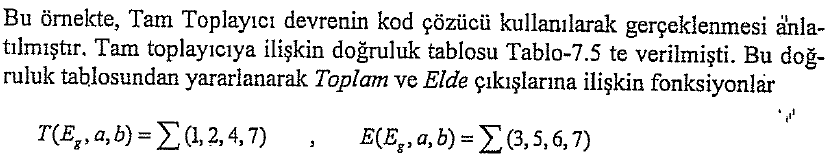 Bu örnekte, Tam Toplayıcı devrenin kod çözücü kullanılarak gerçeklenmesi anla-
tılmıştır. Tam toplayıcıya ilişkin doğruluk tablosu Tablo-7.5 te verilmişti. Bu doğ-
ruluk tablosundan yararlanarak Toplam ve Elde çıkışlarına ilişkin fonksiyonlar
T(E_g, a, b) = ∑ (1, 2, 4, 7) , E(E_g, a, b) = ∑ (3, 5, 6, 7)